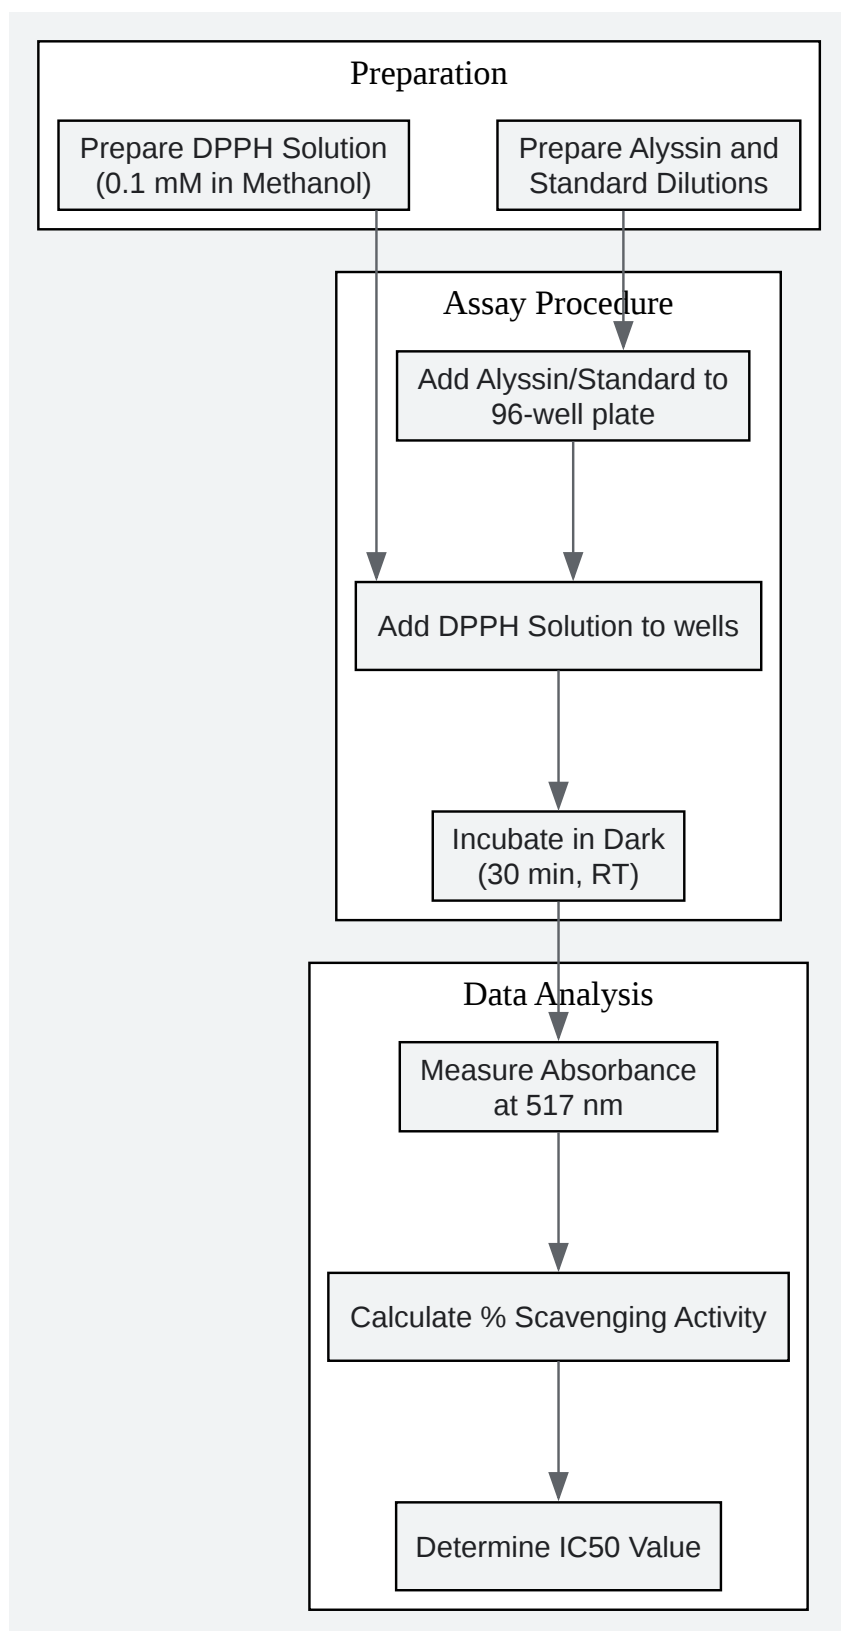 Preparation
Prepare DPPH Solution
(0.1 mM in Methanol)
Prepare Alyssin and
Standard Dilutions
Assay Procedure
Add Alyssin/Standard to
96-well plate
Add DPPH Solution to wells
Incubate in Dark
(30 min, RT)
Data Analysis
Measure Absorbance
at 517 nm
Calculate % Scavenging Activity
Determine IC50 Value